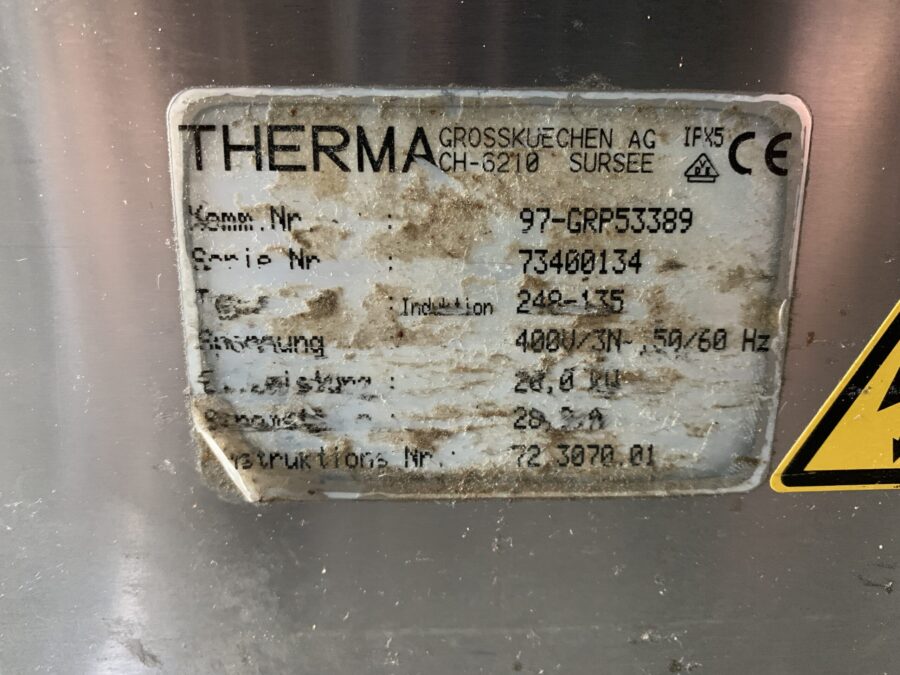 THERMA GROSSKUECHEN AG IPX5 CE
CH-6210 SURSEE
Komm.Nr : 97-GRP53389
Serie Nr : 73400134
: Induktion 248-135
Spannung 400V/3N~,50/60 Hz
: 20,0 kW
:
Instruktions Nr.: 72 3070.01